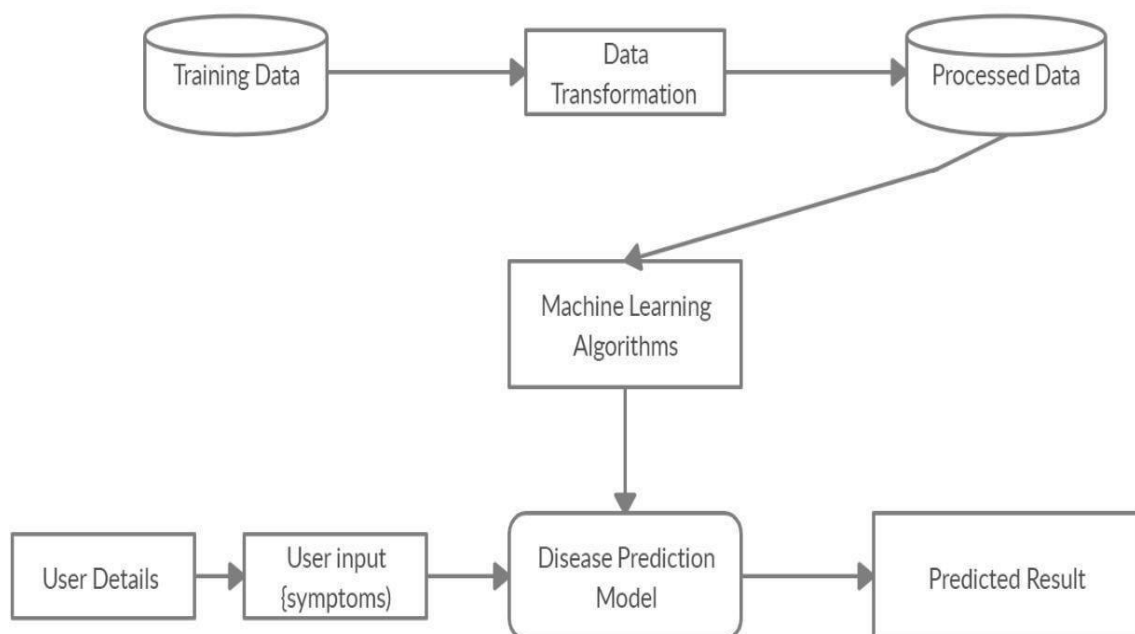 Training Data
Data
Transformation
Processed Data
Machine Learning
Algorithms
User Details
User input
{symptoms)
Disease Prediction
Model
Predicted Result